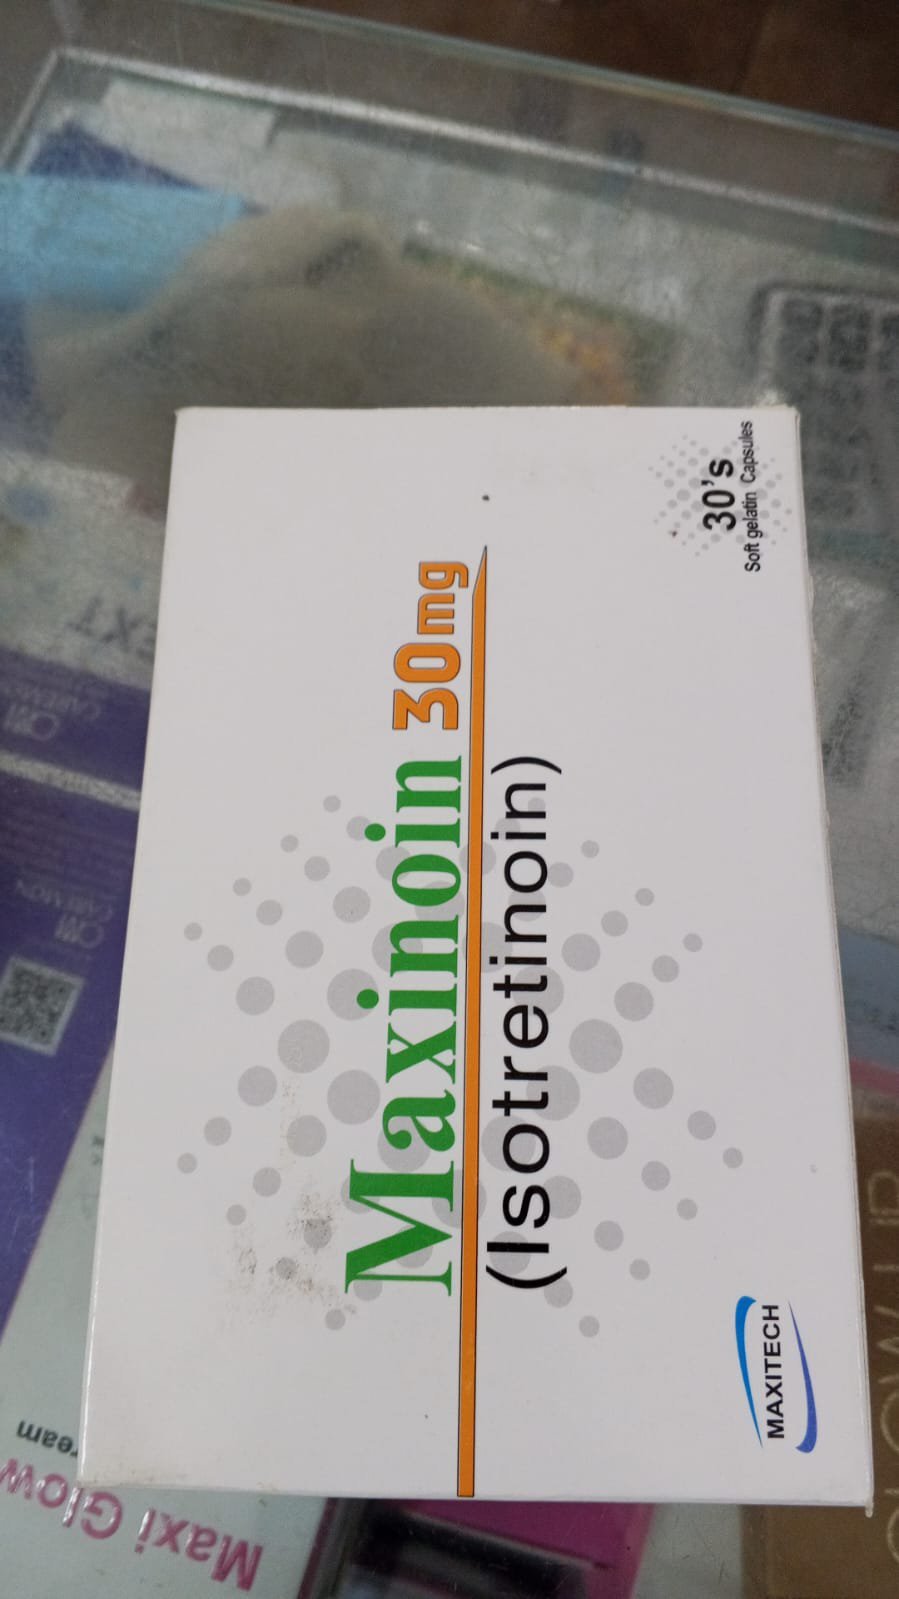 Maxinoin 30mg
(Isotretinoin)
30's
Soft gelatin Capsules
MAXITECH
Maxi Glow